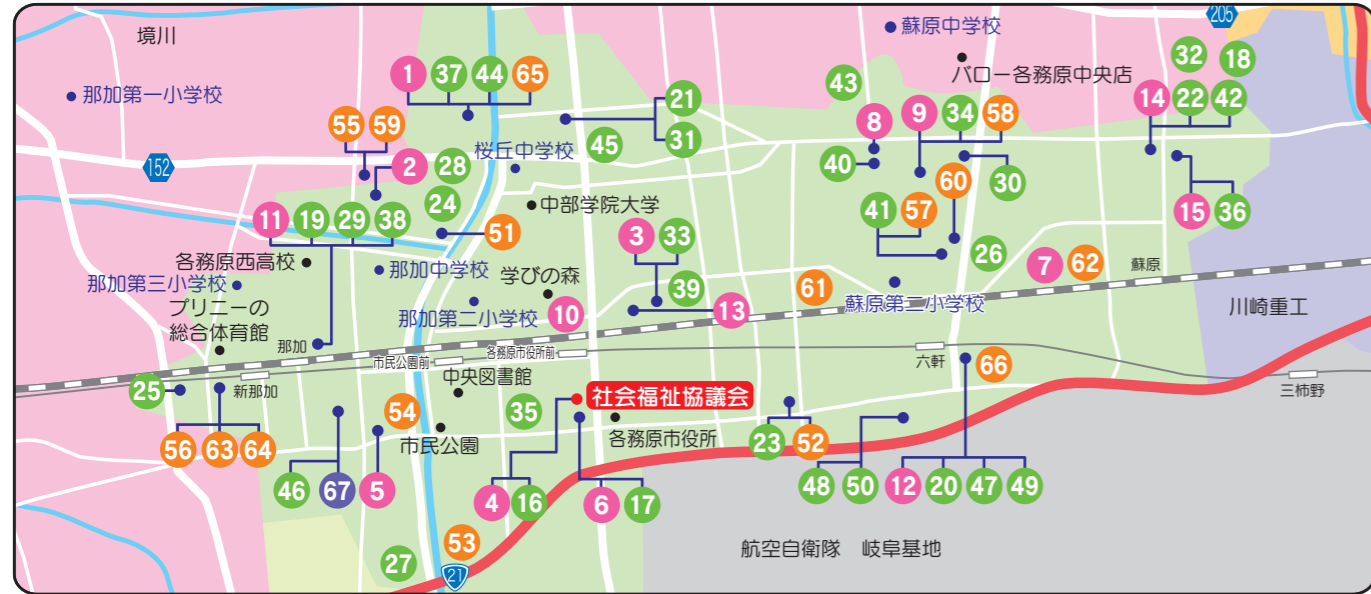 境川
蘇原中学校
205
バロー各務原中央店
那加第一小学校
1 37 44 65
32 18
43
14 22 42
21
31
55 59
8
9 34 58
152
2 28
桜丘中学校
45
40
60
30
24
中部学院大学
41 57
15 36
11 19 29 38
51
3 33
26
各務原西高校
那加中学校
学びの森
39
61
7 62
蘇原
那加第三小学校
那加第二小学校
10
13
蘇原第二小学校
川崎重工
プリニーの
総合体育館
那加
市民公園前
各務原市役所前
六軒
66
三柿野
25
新那加
中央図書館
社会福祉協議会
54
35
市民公園
各務原市役所
56 63 64
23 52
46 67 5
4 16
6 17
48 50 12 20 47 49
53
27
21
航空自衛隊 岐阜基地